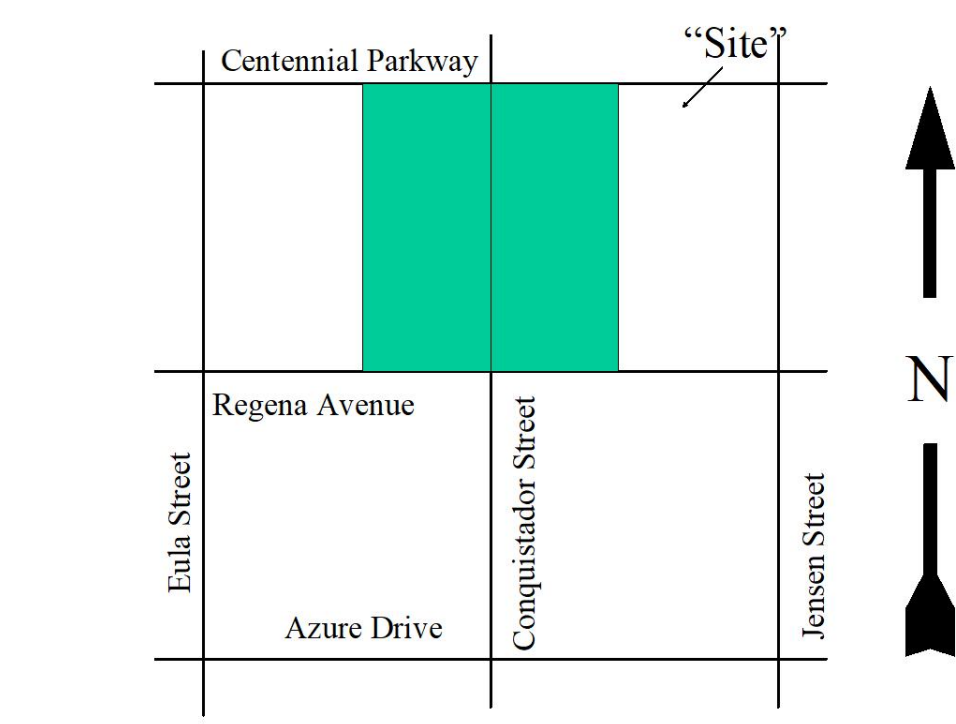 “Site”
Centennial Parkway
N
Regena Avenue
Eula Street
Conquistador Street
Jensen Street
Azure Drive